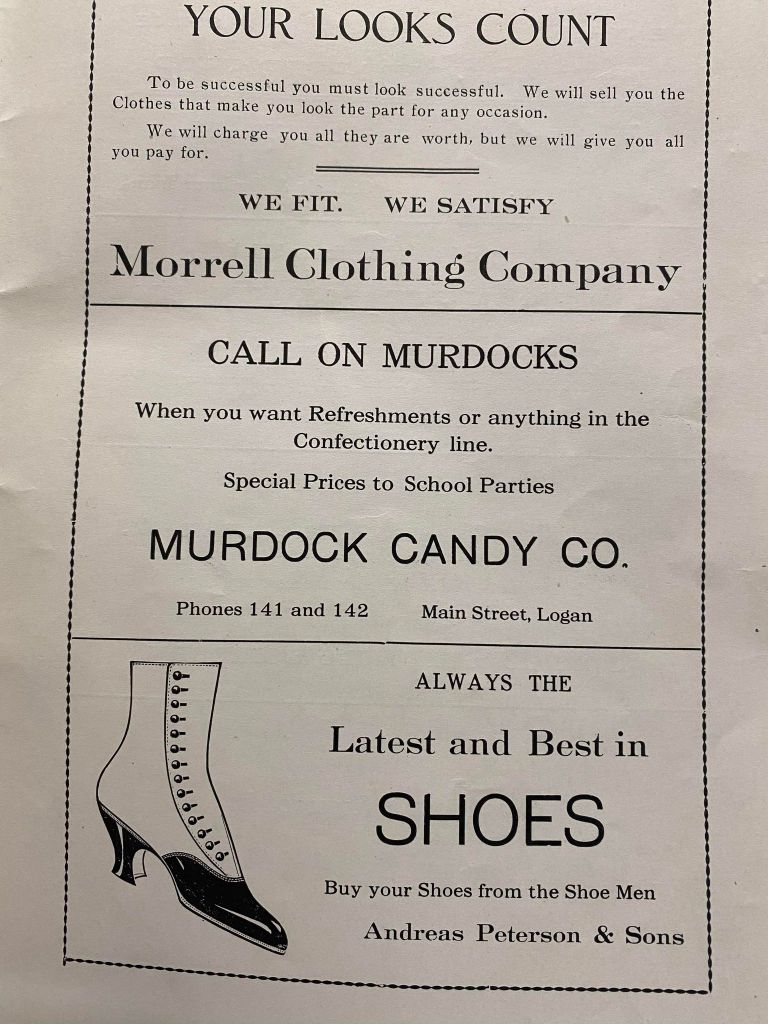 YOUR LOOKS COUNT
To be successful you must look successful. We will sell you the
Clothes that make you look the part for any occasion.
We will charge you all they are worth, but we will give you all
you pay for.
WE FIT. WE SATISFY
Morrell Clothing Company
CALL ON MURDOCKS
When you want Refreshments or anything in the
Confectionery line.
Special Prices to School Parties
MURDOCK CANDY CO.
Phones 141 and 142 Main Street, Logan
ALWAYS THE
Latest and Best in
SHOES
Buy your Shoes from the Shoe Men
Andreas Peterson & Sons